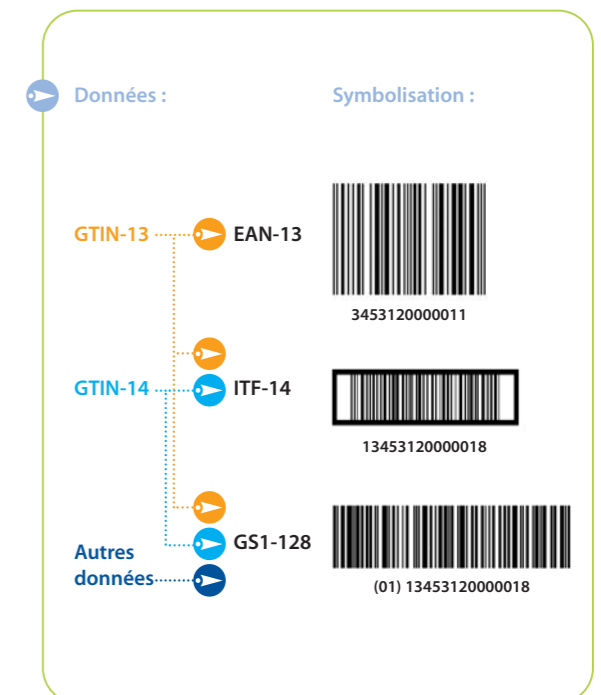 Données :
Symbolisation :
GTIN-13
EAN-13
3453120000011
GTIN-14
ITF-14
13453120000018
Autres
données
GS1-128
(01) 13453120000018